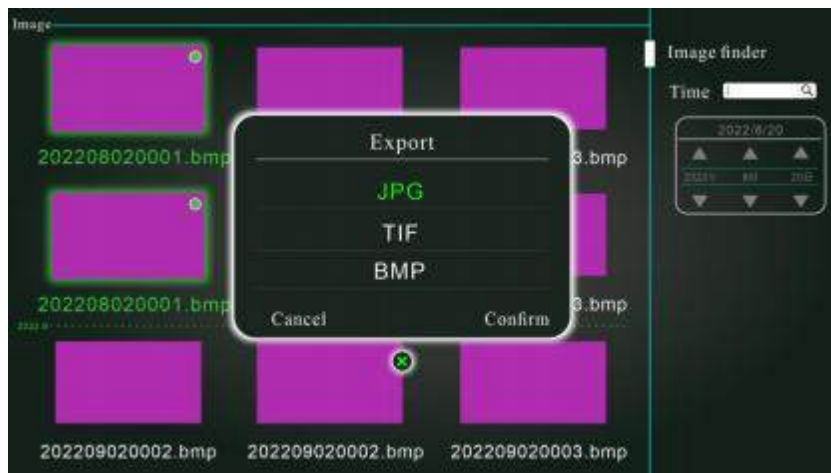 Image
Image finder
Time
2022/6/20
202208020001.bmp
3.bmp
Export
JPG
TIF
BMP
Cancel
Confirm
202208020001.bmp
3.bmp
202209020002.bmp
202209020002.bmp
202209020003.bmp